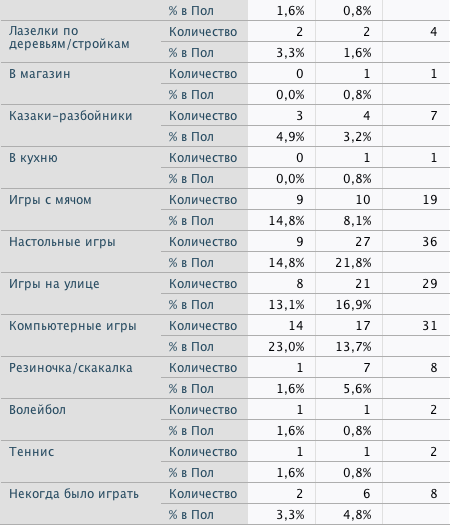 % в Пол 1,6% 0,8%
Лазелки по деревьям/стройкам Количество 2 2 4
% в Пол 3,3% 1,6%
В магазин Количество 0 1 1
% в Пол 0,0% 0,8%
Казаки-разбойники Количество 3 4 7
% в Пол 4,9% 3,2%
В кухню Количество 0 1 1
% в Пол 0,0% 0,8%
Игры с мячом Количество 9 10 19
% в Пол 14,8% 8,1%
Настольные игры Количество 9 27 36
% в Пол 14,8% 21,8%
Игры на улице Количество 8 21 29
% в Пол 13,1% 16,9%
Компьютерные игры Количество 14 17 31
% в Пол 23,0% 13,7%
Резиночка/скакалка Количество 1 7 8
% в Пол 1,6% 5,6%
Волейбол Количество 1 1 2
% в Пол 1,6% 0,8%
Теннис Количество 1 1 2
% в Пол 1,6% 0,8%
Некогда было играть Количество 2 6 8
% в Пол 3,3% 4,8%